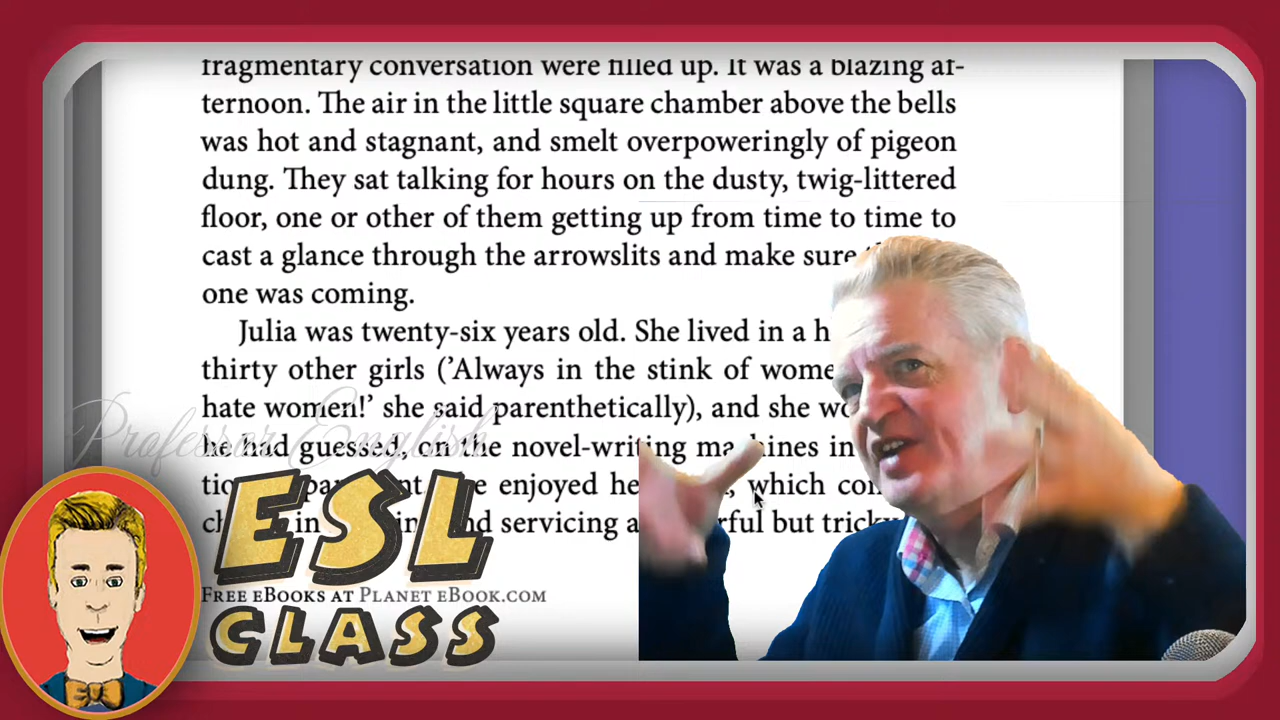 fragmentary conversation were filled up. It was a blazing af-
ternoon. The air in the little square chamber above the bells
was hot and stagnant, and smelt overpoweringly of pigeon
dung. They sat talking for hours on the dusty, twig-littered
floor, one or other of them getting up from time to time to
cast a glance through the arrowslits and make sure
one was coming.
Julia was twenty-six years old. She lived in a h
thirty other girls (’Always in the stink of wome
hate women!’ she said parenthetically), and she wo
he had guessed, on the novel-writing machines in
enjoyed he which con
in nd servicing a rful but tricky
Professor English
FREE EBOOKS AT PLANET EBOOK.COM
ESL
CLASS